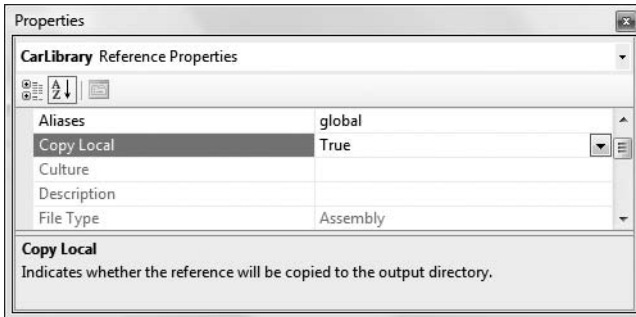 Properties
CarLibrary Reference Properties
Aliases global
Copy Local True
Culture
Description
File Type Assembly
Copy Local
Indicates whether the reference will be copied to the output directory.